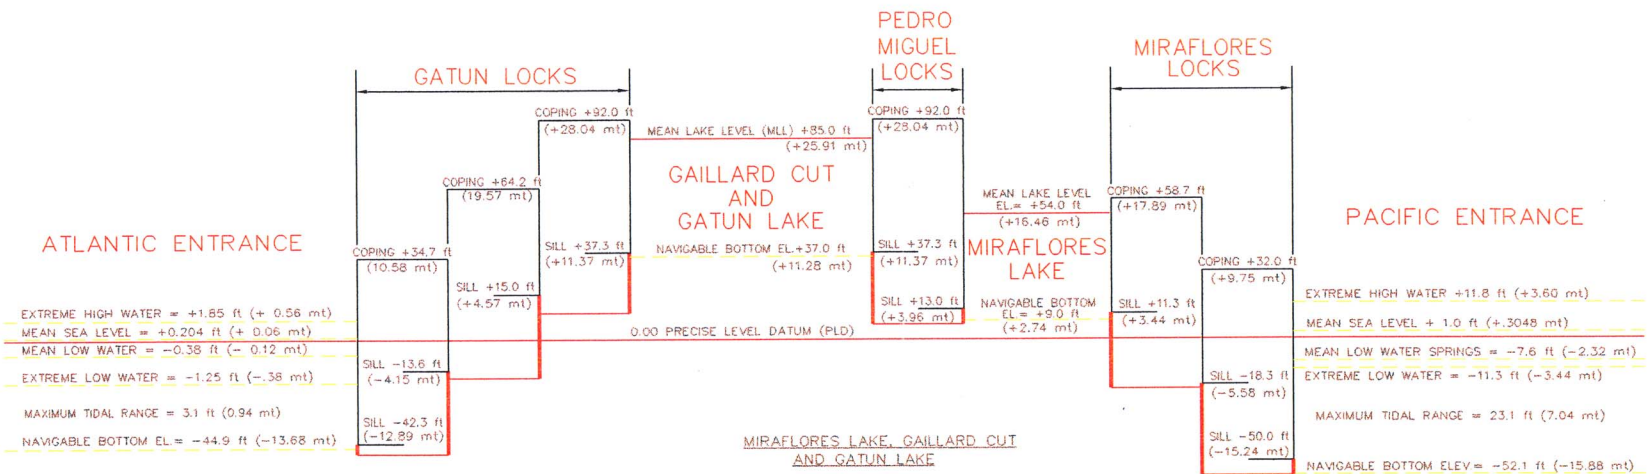 GATUN LOCKS
PEDRO
MIGUEL
LOCKS
MIRAFLORES
LOCKS
ATLANTIC ENTRANCE
EXTREME HIGH WATER = +1.85 ft (+ 0.56 mt)
MEAN SEA LEVEL = +0.204 ft (+ 0.06 mt)
MEAN LOW WATER = -0.38 ft (- 0.12 mt)
EXTREME LOW WATER = -1.25 ft (-.38 mt)
MAXIMUM TIDAL RANGE = 3.1 ft (0.94 mt)
NAVIGABLE BOTTOM EL.= -44.9 ft (-13.68 mt)
COPING +34.7 ft
(10.58 mt)
SILL -13.6 ft
(-4.15 mt)
SILL -42.3 ft
(-12.89 mt)
COPING +64.2 ft
(19.57 mt)
SILL +15.0 ft
(+4.57 mt)
COPING +92.0 ft
(+28.04 mt)
SILL +37.3 ft
(+11.37 mt)
MEAN LAKE LEVEL (MLL) +85.0 ft
(+25.91 mt)
GAILLARD CUT
AND
GATUN LAKE
NAVIGABLE BOTTOM EL.+37.0 ft
(+11.28 mt)
0.00 PRECISE LEVEL DATUM (PLD)
COPING +92.0 ft
(+28.04 mt)
SILL +37.3 ft
(+11.37 mt)
SILL +13.0 ft
(+3.96 mt)
MEAN LAKE LEVEL
EL.= +54.0 ft
(+16.46 mt)
MIRAFLORES
LAKE
NAVIGABLE BOTTOM
EL.= +9.0 ft
(+2.74 mt)
COPING +58.7 ft
(+17.89 mt)
SILL +11.3 ft
(+3.44 mt)
COPING +32.0 ft
(+9.75 mt)
SILL -18.3 ft
(-5.58 mt)
SILL -50.0 ft
(-15.24 mt)
PACIFIC ENTRANCE
EXTREME HIGH WATER +11.8 ft (+3.60 mt)
MEAN SEA LEVEL + 1.0 ft (+.3048 mt)
MEAN LOW WATER SPRINGS = -7.6 ft (-2.32 mt)
EXTREME LOW WATER = -11.3 ft (-3.44 mt)
MAXIMUM TIDAL RANGE = 23.1 ft (7.04 mt)
NAVIGABLE BOTTOM ELEV = -52.1 ft (-15.88 mt)
MIRAFLORES LAKE, GAILLARD CUT
AND GATUN LAKE